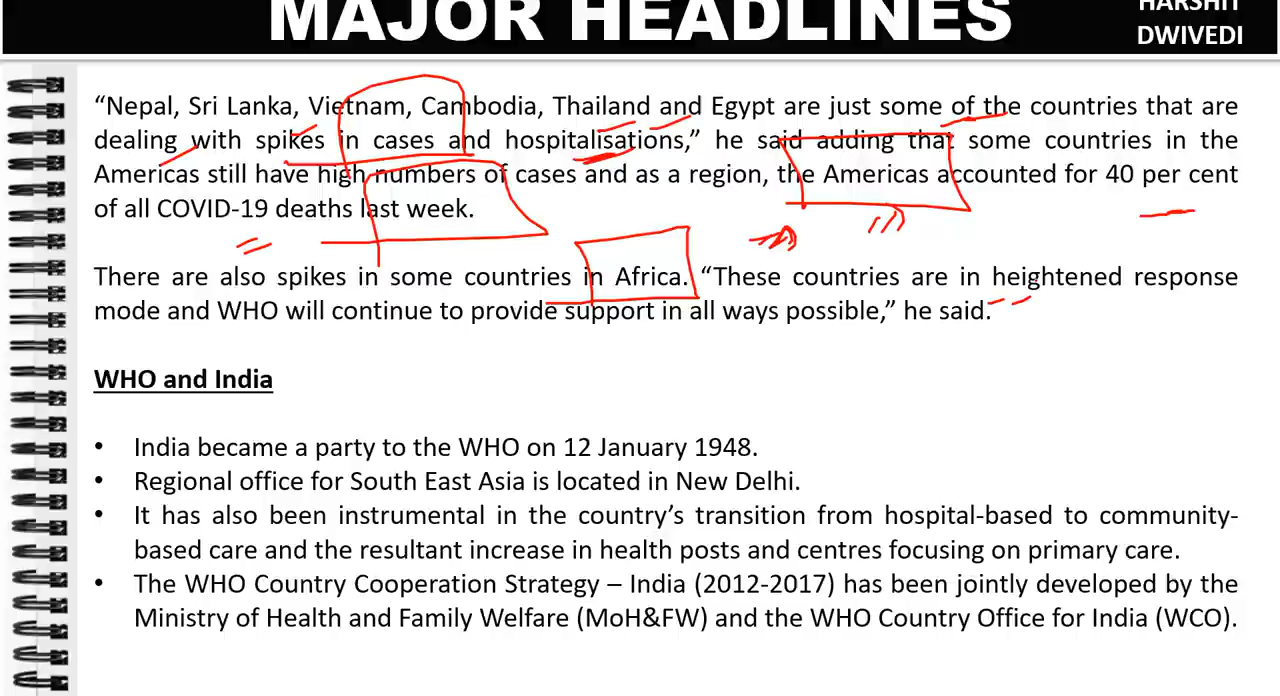 MAJOR HEADLINES
HARSHIT
DWIVEDI
“Nepal, Sri Lanka, Vietnam, Cambodia, Thailand and Egypt are just some of the countries that are
dealing with spikes in cases and hospitalisations,” he said adding that some countries in the
Americas still have high numbers of cases and as a region, the Americas accounted for 40 per cent
of all COVID-19 deaths last week.
There are also spikes in some countries in Africa. “These countries are in heightened response
mode and WHO will continue to provide support in all ways possible,” he said.
WHO and India
• India became a party to the WHO on 12 January 1948.
• Regional office for South East Asia is located in New Delhi.
• It has also been instrumental in the country’s transition from hospital-based to community-
based care and the resultant increase in health posts and centres focusing on primary care.
• The WHO Country Cooperation Strategy – India (2012-2017) has been jointly developed by the
Ministry of Health and Family Welfare (MoH&FW) and the WHO Country Office for India (WCO).